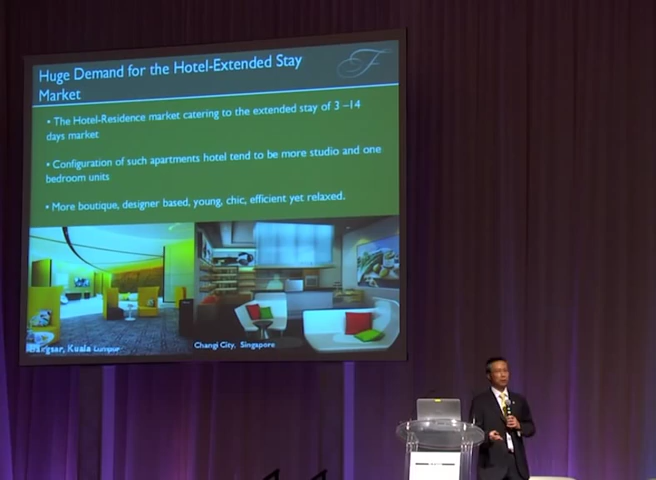 Huge Demand for the Hotel-Extended Stay
Market
• The Hotel-Residence market catering to the extended stay of 3 –14
days market
• Configuration of such apartments hotel tend to be more studio and one
bedroom units
• More boutique, designer based, young, chic, efficient yet relaxed.
Bangsar, Kuala Lumpur
Changi City, Singapore